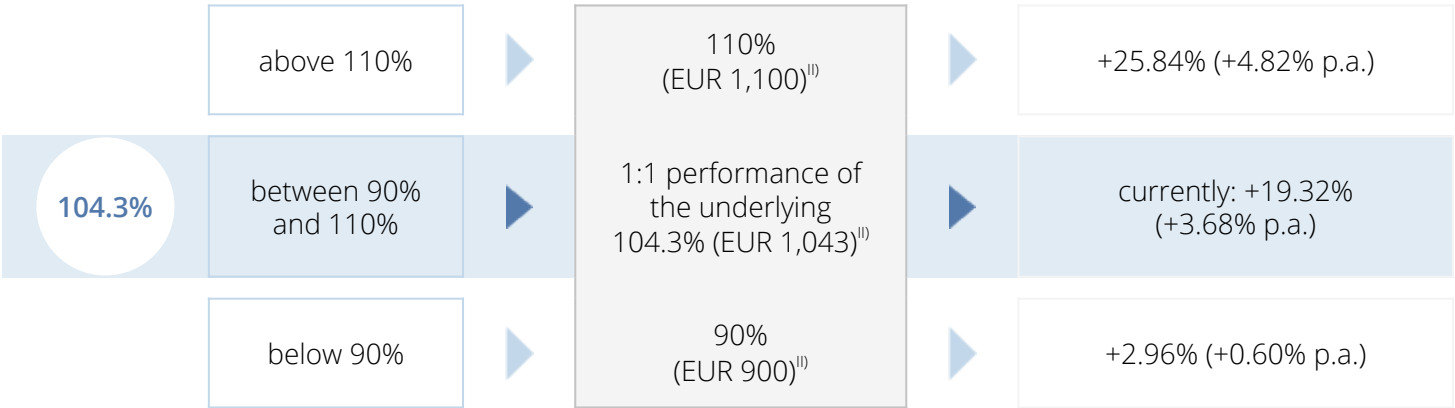 above 110%
110%
(EUR 1,100)II)
+25.84% (+4.82% p.a.)
104.3%
between 90%
and 110%
1:1 performance of
the underlying
104.3% (EUR 1,043)II)
currently: +19.32%
(+3.68% p.a.)
below 90%
90%
(EUR 900)II)
+2.96% (+0.60% p.a.)